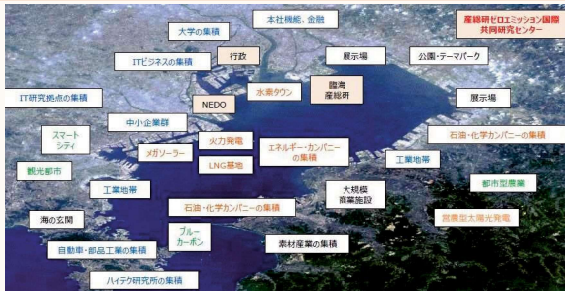 本社機能、金融
産総研ゼロエミッション国際
共同研究センター
大学の集積
行政
展示場
公園・テーマパーク
ITビジネスの集積
水素タウン
臨海
産総研
IT研究拠点の集積
NEDO
展示場
中小企業群
スマート
シティ
火力発電
石油・化学カンパニーの集積
メガソーラー
エネルギー・カンパニー
の集積
工業地帯
観光都市
LNG基地
都市型農業
工業地帯
大規模
商業施設
石油・化学カンパニーの集積
営農型太陽光発電
海の玄関
ブルー
カーボン
素材産業の集積
自動車・部品工業の集積
ハイテク研究所の集積